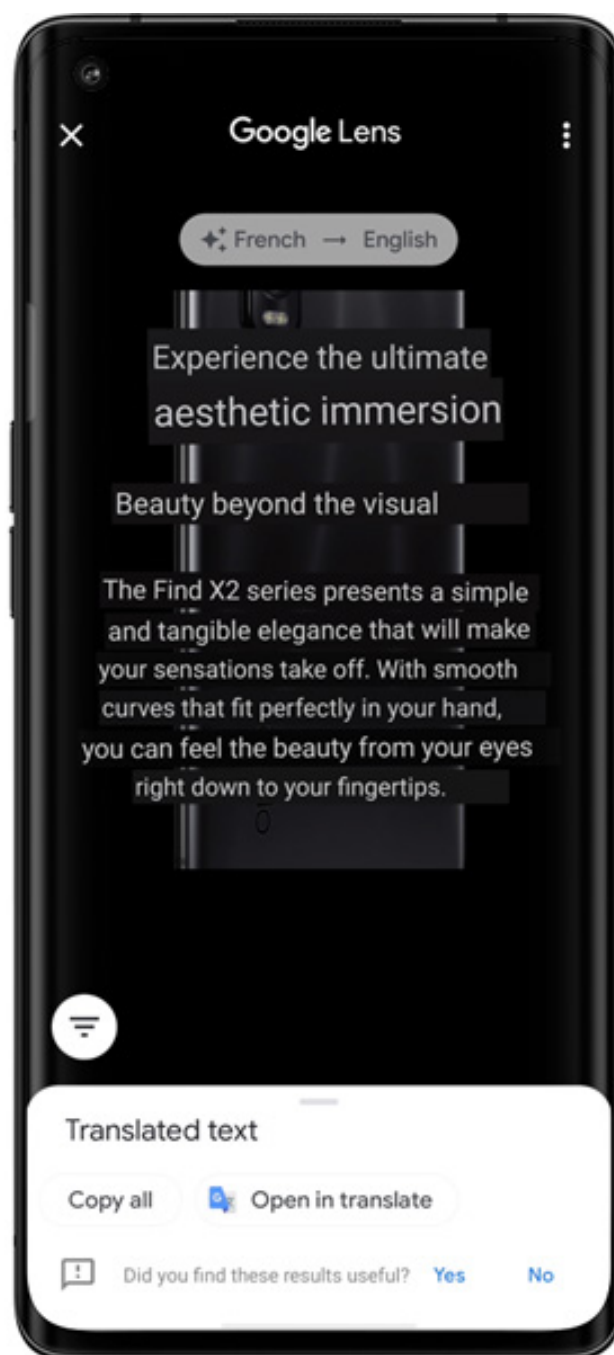 Google Lens
French → English
Experience the ultimate
aesthetic immersion
Beauty beyond the visual
The Find X2 series presents a simple
and tangible elegance that will make
your sensations take off. With smooth
curves that fit perfectly in your hand,
you can feel the beauty from your eyes
right down to your fingertips.
Translated text
Copy all
Open in translate
Did you find these results useful? Yes No